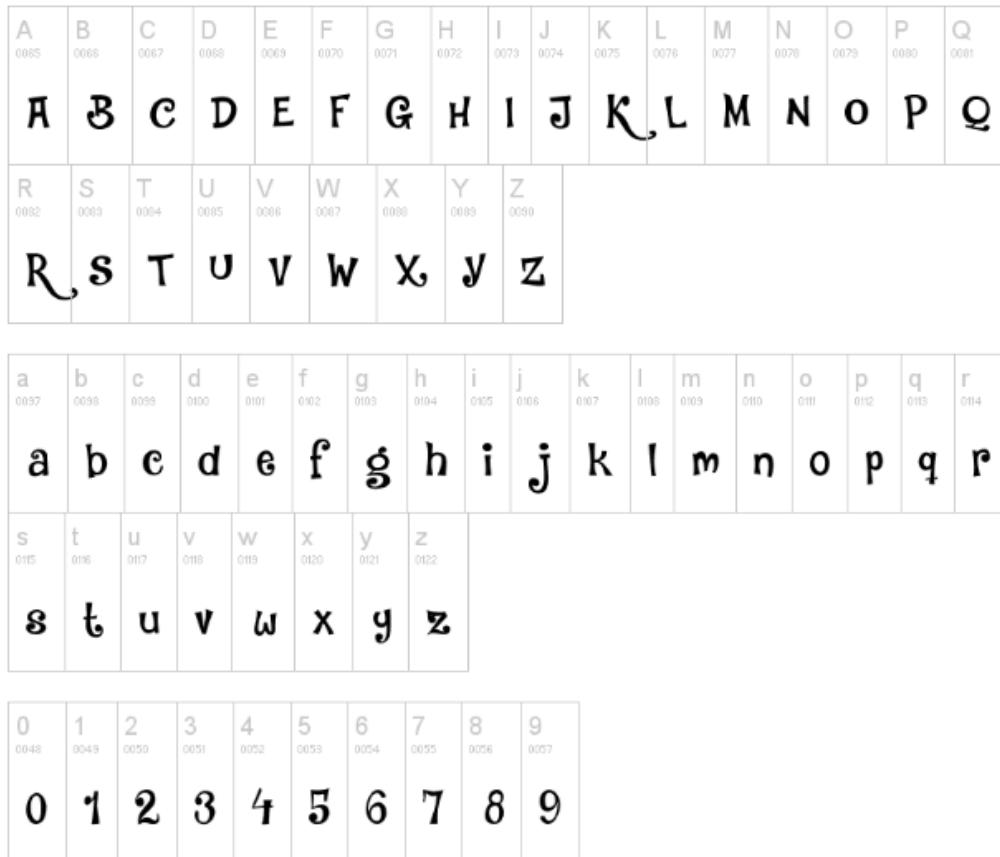 A B C D E F G H I J K L M N O P Q
0065 0066 0067 0068 0069 0070 0071 0072 0073 0074 0075 0076 0077 0078 0079 0080 0081
A B C D E F G H I J K L M N O P Q
R S T U V W X Y Z
0082 0083 0084 0085 0086 0087 0088 0089 0090
R S T U V W X y Z
a b c d e f g h i j k l m n o p q r
0097 0098 0099 0100 0101 0102 0103 0104 0105 0106 0107 0108 0109 0110 0111 0112 0113 0114
a b c d e f g h i j k l m n o p q r
s t u v w x y z
0115 0116 0117 0118 0119 0120 0121 0122
s t u v w x y z
0 1 2 3 4 5 6 7 8 9
0048 0049 0050 0051 0052 0053 0054 0055 0056 0057
0 1 2 3 4 5 6 7 8 9